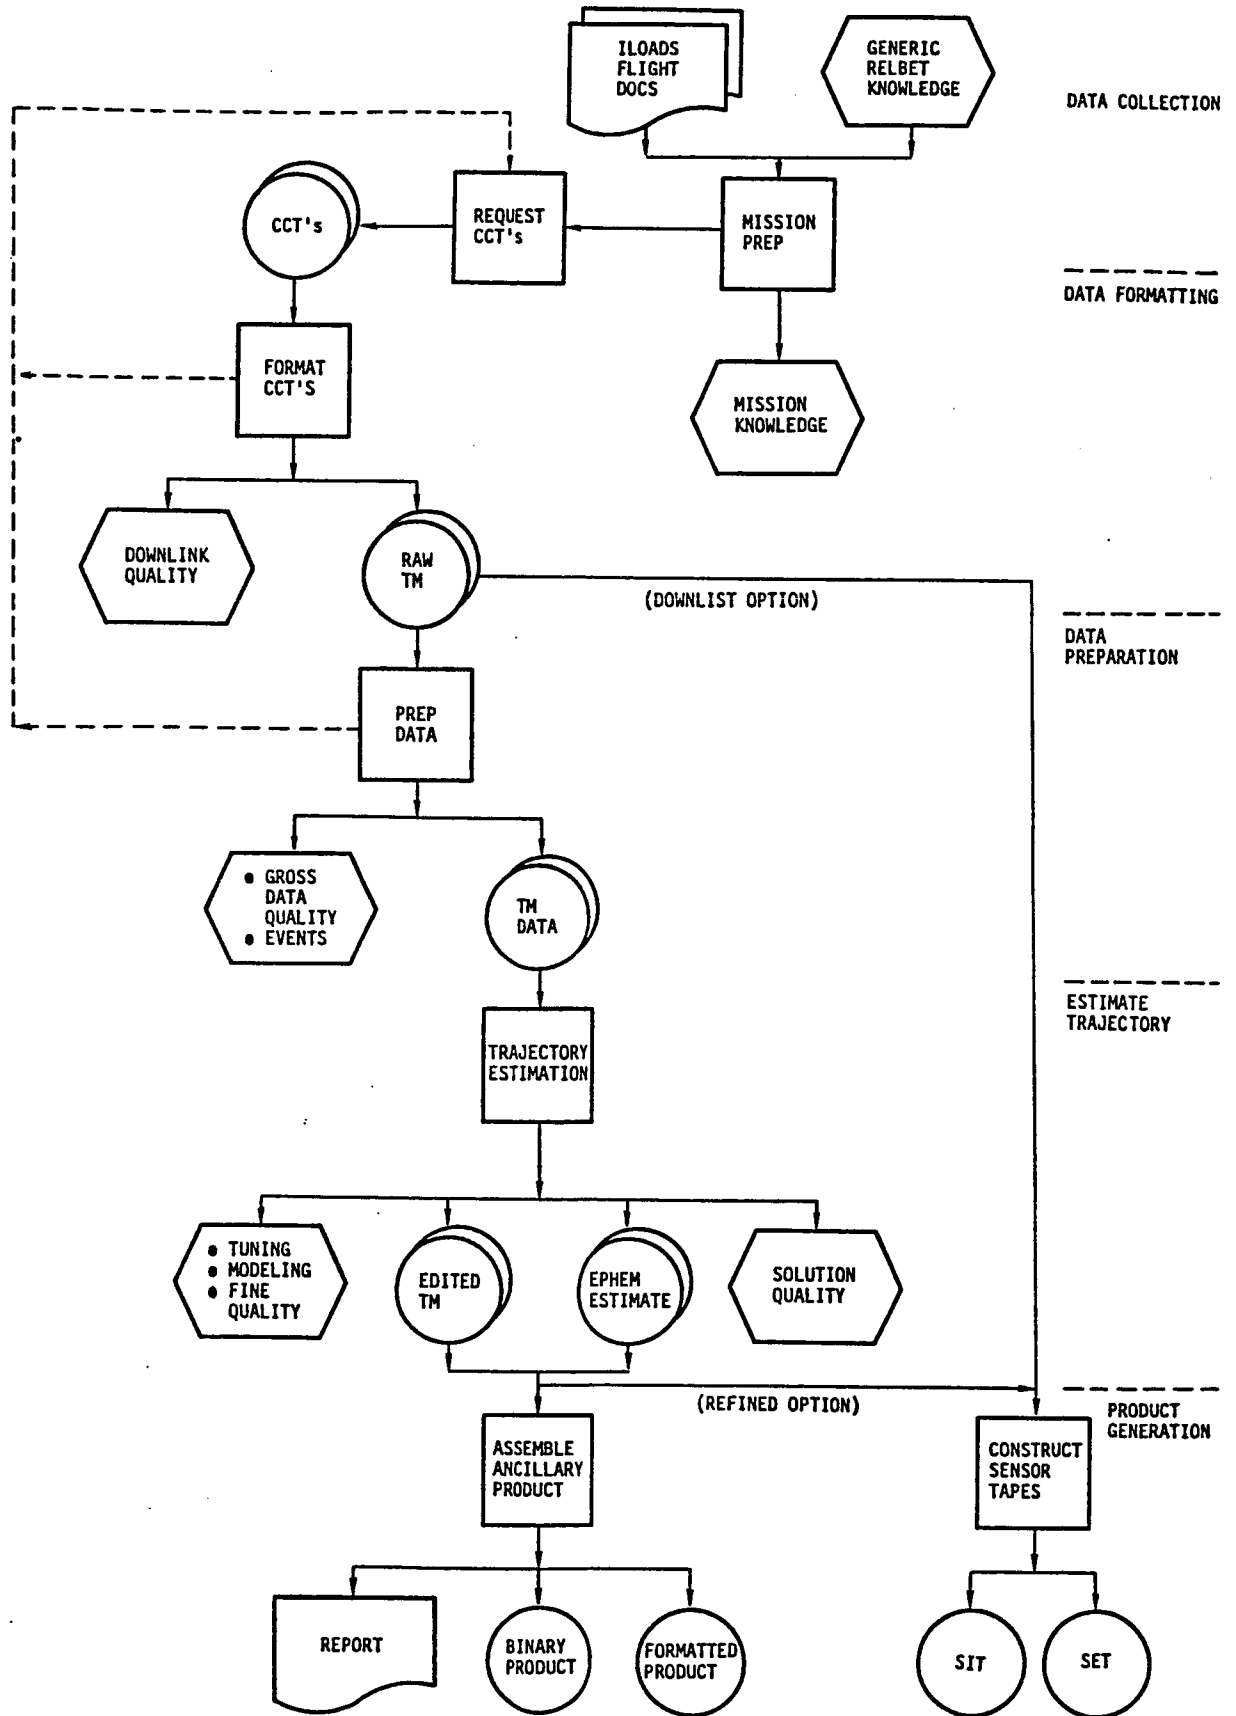 ILOADS
FLIGHT
DOCS
GENERIC
RELBET
KNOWLEDGE
DATA COLLECTION
CCT's
REQUEST
CCT's
MISSION
PREP
DATA FORMATTING
FORMAT
CCT'S
MISSION
KNOWLEDGE
DOWNLINK
QUALITY
RAW
TM
(DOWNLIST OPTION)
DATA
PREPARATION
PREP
DATA
● GROSS
DATA
QUALITY
● EVENTS
TM
DATA
ESTIMATE
TRAJECTORY
TRAJECTORY
ESTIMATION
● TUNING
● MODELING
● FINE
QUALITY
EDITED
TM
EPHEM
ESTIMATE
SOLUTION
QUALITY
(REFINED OPTION)
PRODUCT
GENERATION
ASSEMBLE
ANCILLARY
PRODUCT
CONSTRUCT
SENSOR
TAPES
REPORT
BINARY
PRODUCT
FORMATTED
PRODUCT
SIT
SET